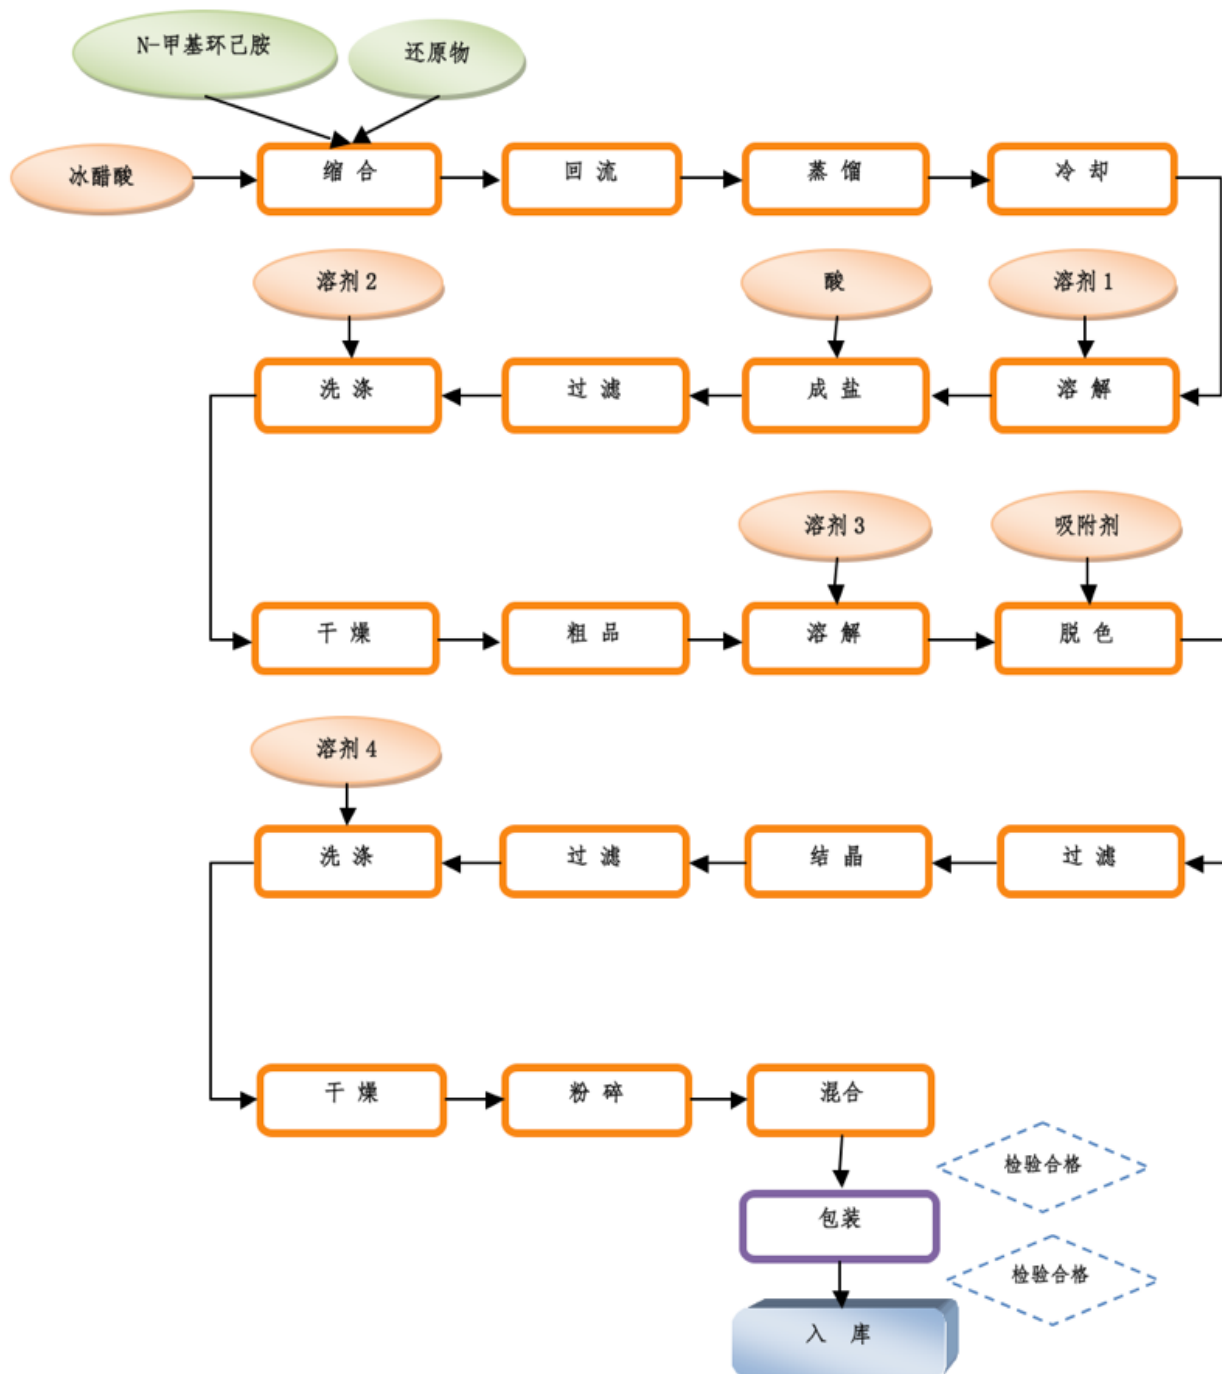 N-甲基环己胺
还原物
冰醋酸
缩 合
回 流
蒸 馏
冷 却
溶剂 2
酸
溶剂 1
洗 涤
过 滤
成 盐
溶 解
溶剂 3
吸附剂
干 燥
粗 品
溶 解
脱 色
溶剂 4
洗 涤
过 滤
结 晶
过 滤
干 燥
粉 碎
混合
检验合格
包装
检验合格
入 库